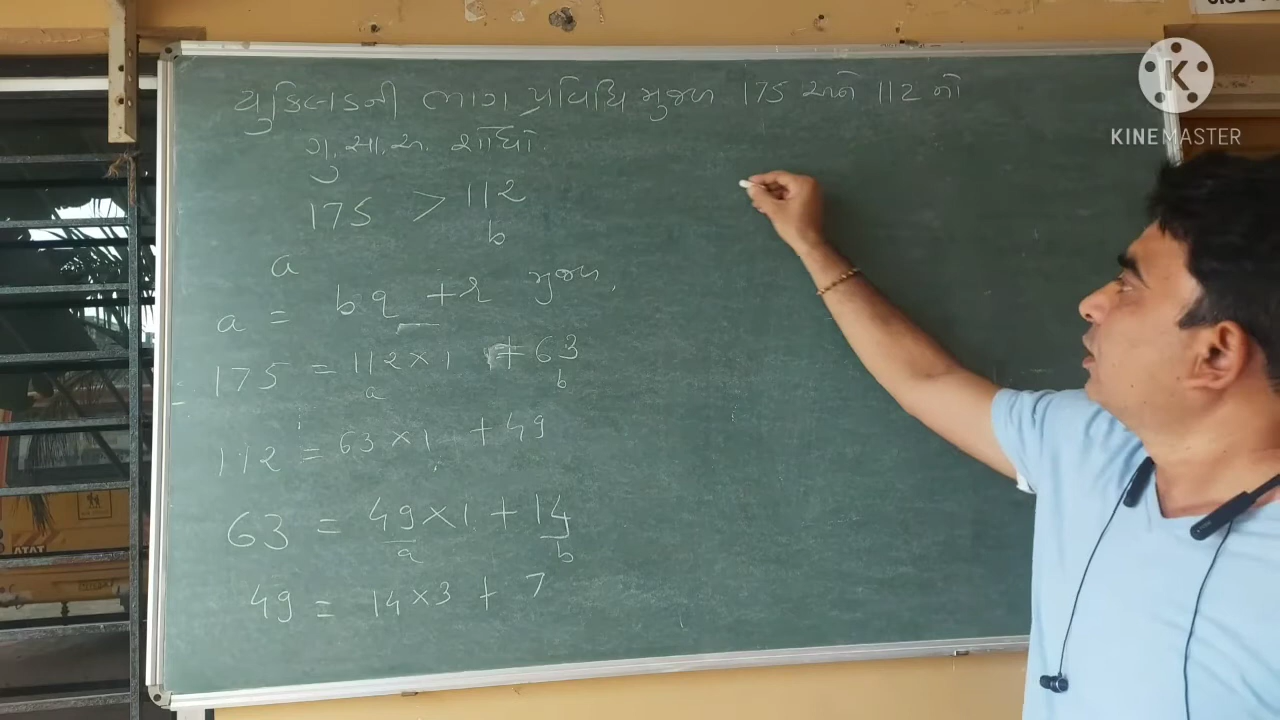 યુક્લિડની ભાગ પ્રવિધિ મુજબ 175 અને 112 નો
ગુ.સા.અ. શોધો.
175 > 112
b
a
a = bq + r મુજબ,
175 = 112 × 1 + 63
a b
112 = 63 × 1 + 49
63 = 49 × 1 + 14
a b
49 = 14 × 3 + 7
KINEMASTER